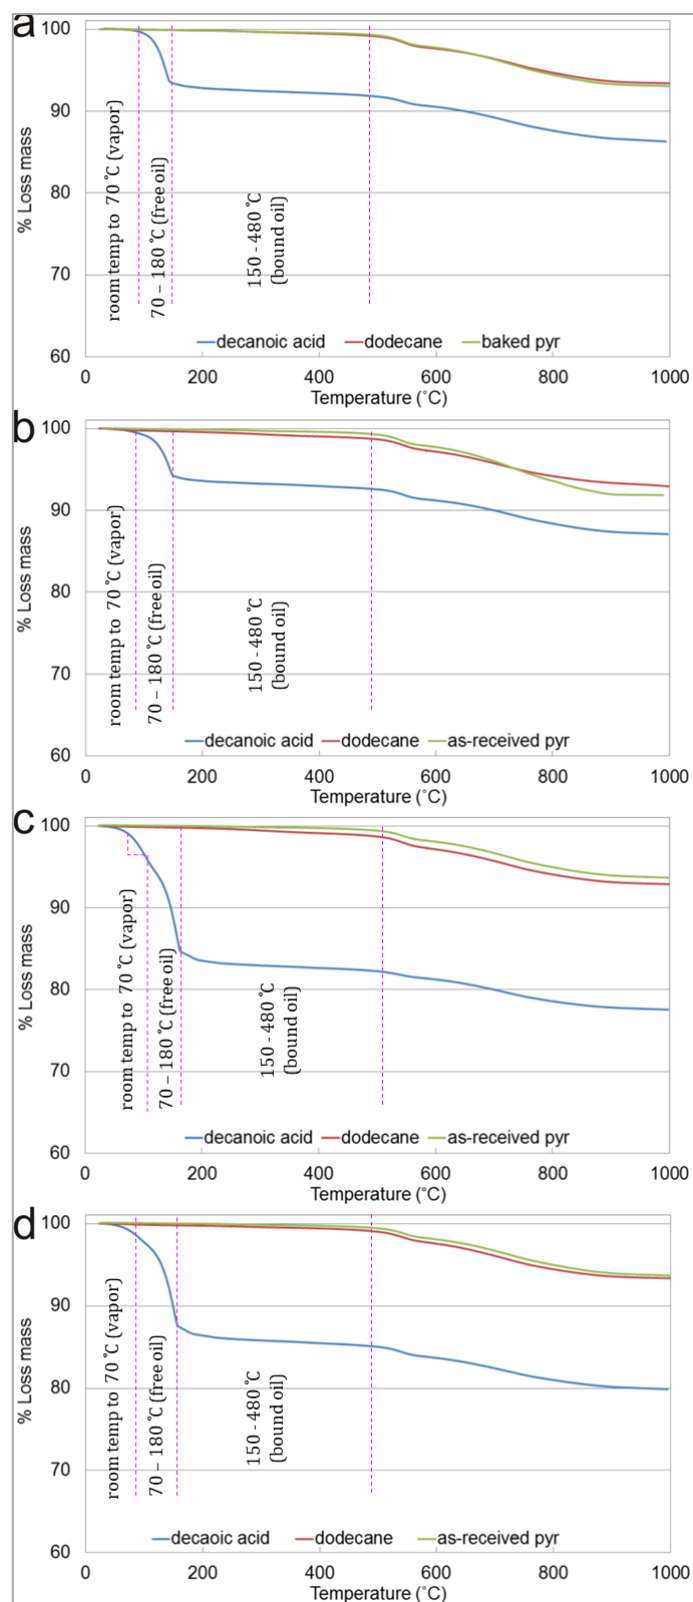 a
100
90
80
70
60
% Loss mass
room temp to 70 ˚C (vapor)
70 – 180 ˚C (free oil)
150 - 480 ˚C
(bound oil)
decanoic acid dodecane baked pyr
0 200 400 600 800 1000
Temperature (˚C)
b
100
90
80
70
60
% Loss mass
room temp to 70 ˚C (vapor)
70 – 180 ˚C (free oil)
150 - 480 ˚C
(bound oil)
decanoic acid dodecane as-received pyr
0 200 400 600 800 1000
Temperature (˚C)
c
100
90
80
70
60
% Loss mass
room temp to 70 ˚C (vapor)
70 – 180 ˚C (free oil)
150 - 480 ˚C
(bound oil)
decanoic acid dodecane as-received pyr
0 200 400 600 800 1000
Temperature (˚C)
d
100
90
80
70
60
% Loss mass
room temp to 70 ˚C (vapor)
70 – 180 ˚C (free oil)
150 - 480 ˚C
(bound oil)
decaoic acid dodecane as-received pyr
0 200 400 600 800 1000
Temperature (˚C)